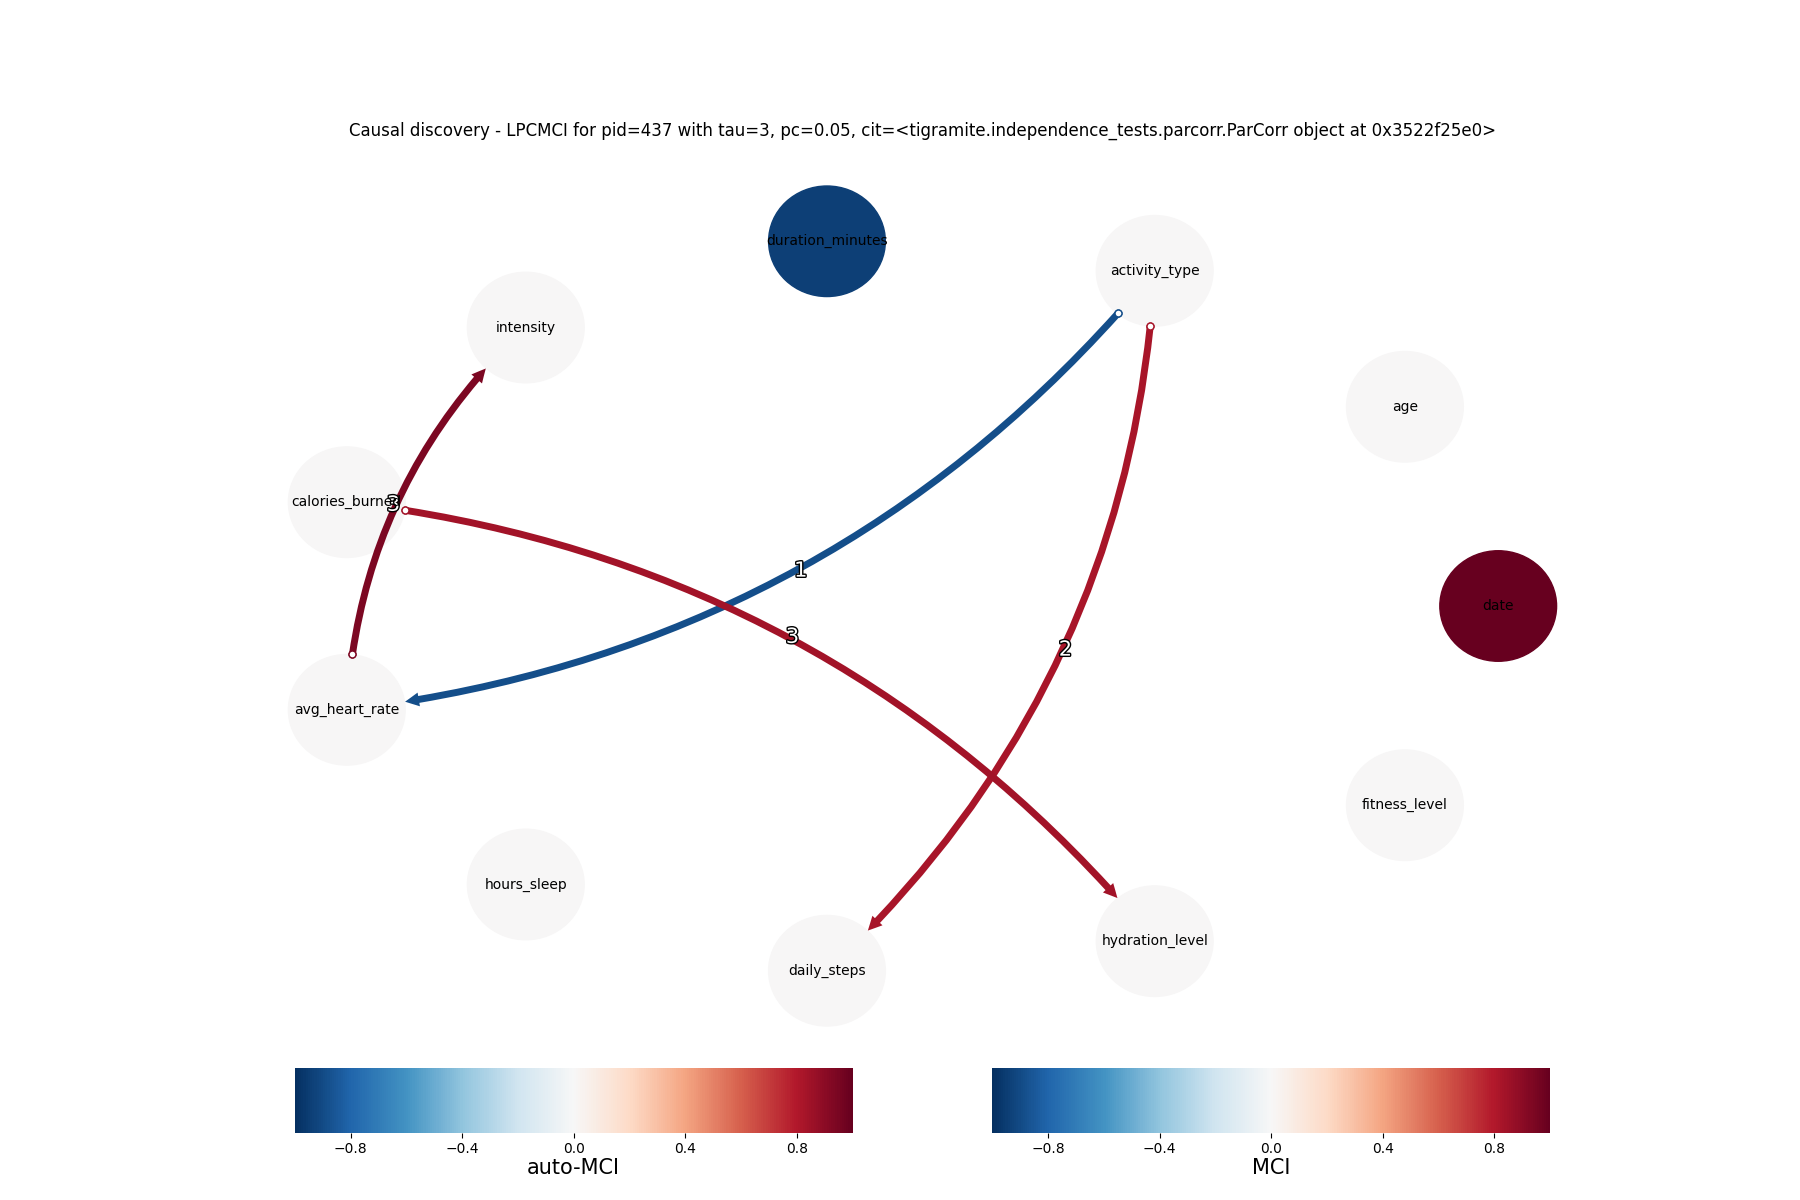 Causal discovery - LPCMCI for pid=437 with tau=3, pc=0.05, cit=<tigramite.independence_tests.parcorr.ParCorr object at 0x3522f25e0>
duration_minutes
activity_type
intensity
age
calories_burned
3
1
date
3
2
avg_heart_rate
fitness_level
hours_sleep
daily_steps
hydration_level
−0.8 −0.4 0.0 0.4 0.8
auto-MCI
−0.8 −0.4 0.0 0.4 0.8
MCI